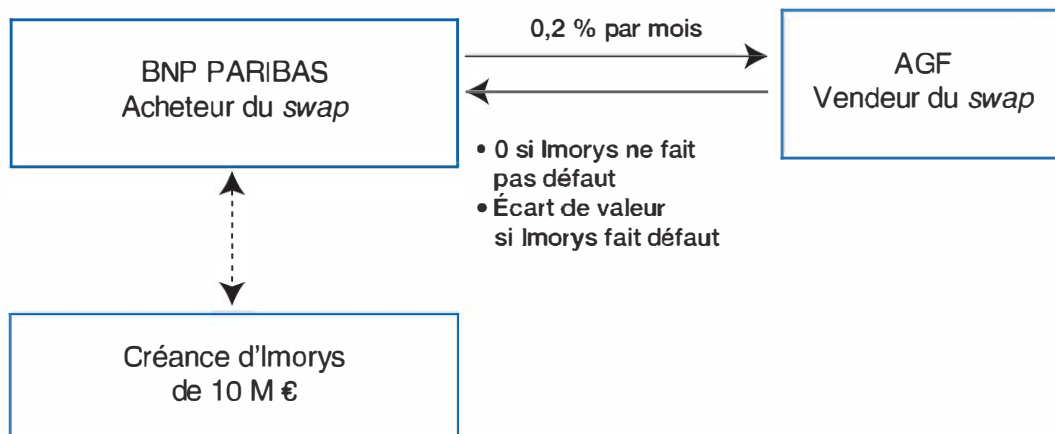 BNP PARIBAS
Acheteur du swap
0,2 % par mois
AGF
Vendeur du swap
• 0 si Imorys ne fait
pas défaut
• Écart de valeur
si Imorys fait défaut
Créance d'Imorys
de 10 M €